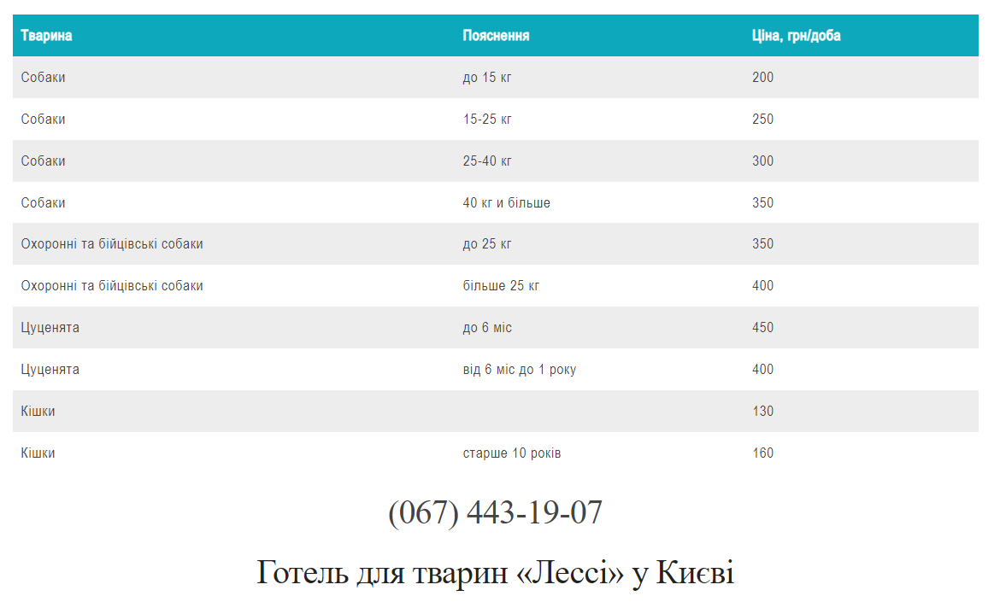 Тварина Пояснення Ціна, грн/доба
Собаки до 15 кг 200
Собаки 15-25 кг 250
Собаки 25-40 кг 300
Собаки 40 кг и більше 350
Охоронні та бійцівські собаки до 25 кг 350
Охоронні та бійцівські собаки більше 25 кг 400
Цуценята до 6 міс 450
Цуценята від 6 міс до 1 року 400
Кішки 130
Кішки старше 10 років 160
(067) 443-19-07
Готель для тварин «Лессі» у Києві